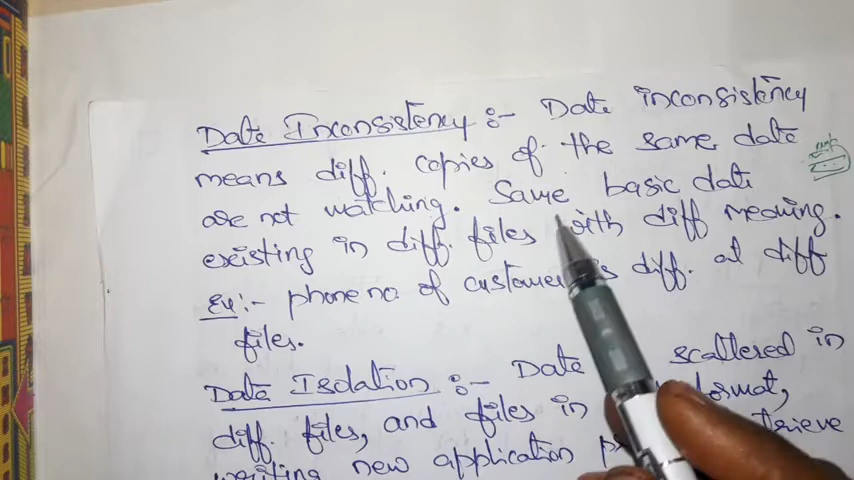 Data Inconsistency :- Data inconsistency
means diff. copies of the same data
are not matching. Same basic data
existing in diff. files with diff meaning.
Ex:- phone no. of customer is diff. at diff
files.
Data Isolation :- Data scattered in
diff. files, and files in format,
writing new application